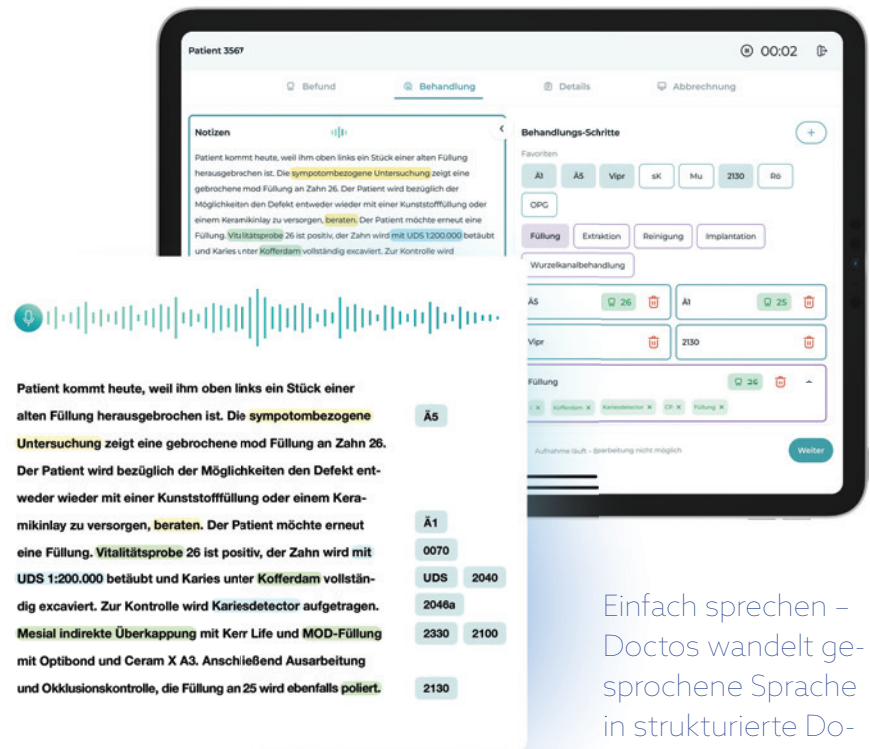 Patient 3567
00:02
Befund
Behandlung
Details
Abbrechnung
Notizen
Patient kommt heute, weil ihm oben links ein Stück einer alten Füllung
herausgebrochen ist. Die sympotombezogene Untersuchung zeigt eine
gebrochene mod Füllung an Zahn 26. Der Patient wird bezüglich der
Möglichkeiten den Defekt entweder wieder mit einer Kunststofffüllung oder
einem Keramikinlay zu versorgen, beraten. Der Patient möchte erneut eine
Füllung. Vitalitätsprobe 26 ist positiv, der Zahn wird mit UDS 1:200.000 betäubt
und Karies unter Kofferdam vollständig excaviert. Zur Kontrolle wird
Behandlungs-Schritte
Favoriten
Ä1 Ä5 Vipr sK Mu 2130 Rö
OPG
Füllung Extraktion Reinigung Implantation
Wurzelkanalbehandlung
Ä5 26 Ä1 25
Vipr 2130
Füllung 26
Kofferdam x Kariesdetector x CP x Füllung x
Aufnahme läuft - Bearbeitung nicht möglich
Weiter
Patient kommt heute, weil ihm oben links ein Stück einer
alten Füllung herausgebrochen ist. Die sympotombezogene Ä5
Untersuchung zeigt eine gebrochene mod Füllung an Zahn 26.
Der Patient wird bezüglich der Möglichkeiten den Defekt ent-
weder wieder mit einer Kunststofffüllung oder einem Kera-
mikinlay zu versorgen, beraten. Der Patient möchte erneut Ä1
eine Füllung. Vitalitätsprobe 26 ist positiv, der Zahn wird mit 0070
UDS 1:200.000 betäubt und Karies unter Kofferdam vollstän- UDS 2040
dig excaviert. Zur Kontrolle wird Kariesdetector aufgetragen. 2046a
Mesial indirekte Überkappung mit Kerr Life und MOD-Füllung 2330 2100
mit Optibond und Ceram X A3. Anschließend Ausarbeitung
und Okklusionskontrolle, die Füllung an 25 wird ebenfalls poliert. 2130
Einfach sprechen –
Doctos wandelt ge-
sprochene Sprache
in strukturierte Do-